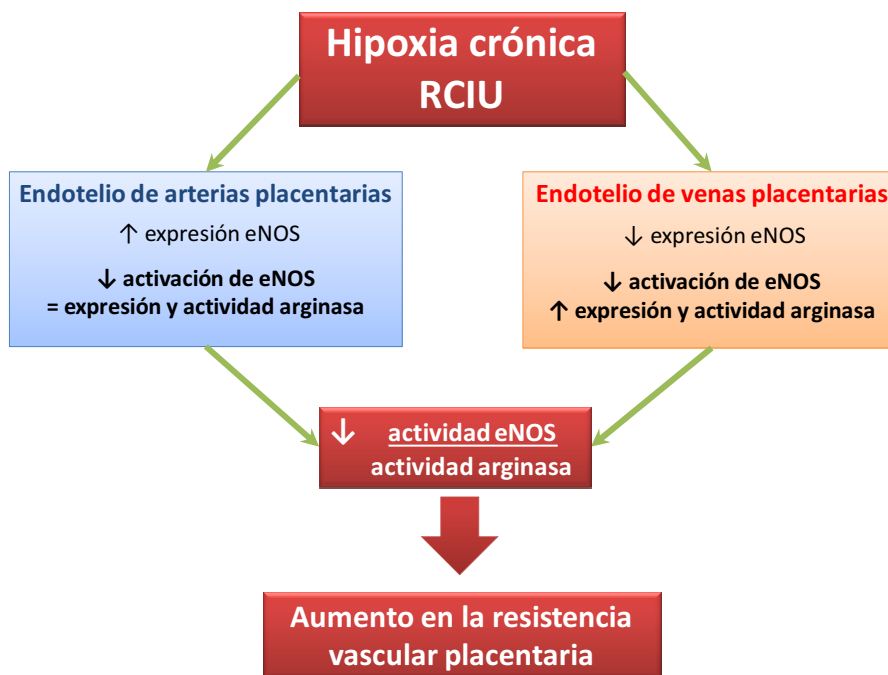 Hipoxia crónica
RCIU
Endotelio de arterias placentarias
↑ expresión eNOS
↓ activación de eNOS
= expresión y actividad arginasa
Endotelio de venas placentarias
↓ expresión eNOS
↓ activación de eNOS
↑ expresión y actividad arginasa
↓ actividad eNOS
actividad arginasa
Aumento en la resistencia
vascular placentaria